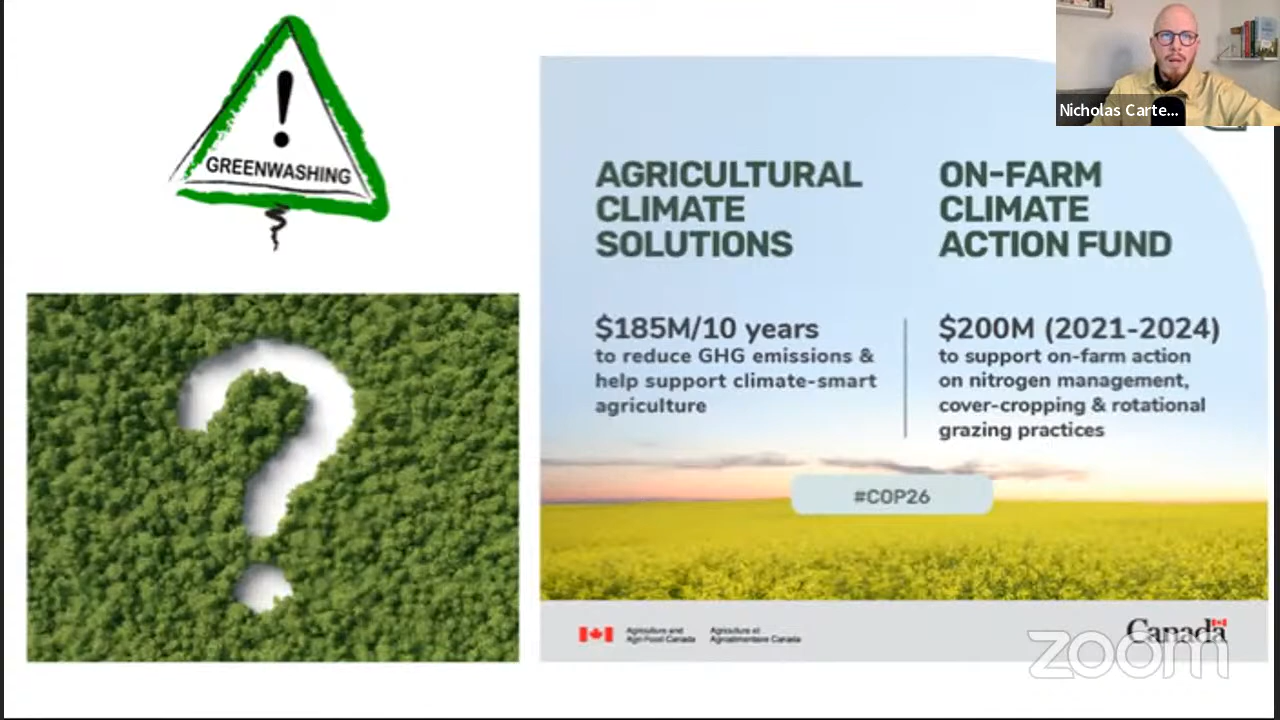 GREENWASHING
Nicholas Carte...
AGRICULTURAL
CLIMATE
SOLUTIONS
$185M/10 years
to reduce GHG emissions &
help support climate-smart
agriculture
ON-FARM
CLIMATE
ACTION FUND
$200M (2021-2024)
to support on-farm action
on nitrogen management,
cover-cropping & rotational
grazing practices
#COP26
Agriculture and
Agri-Food Canada
Agriculture et
Agroalimentaire Canada
Canada
zoom